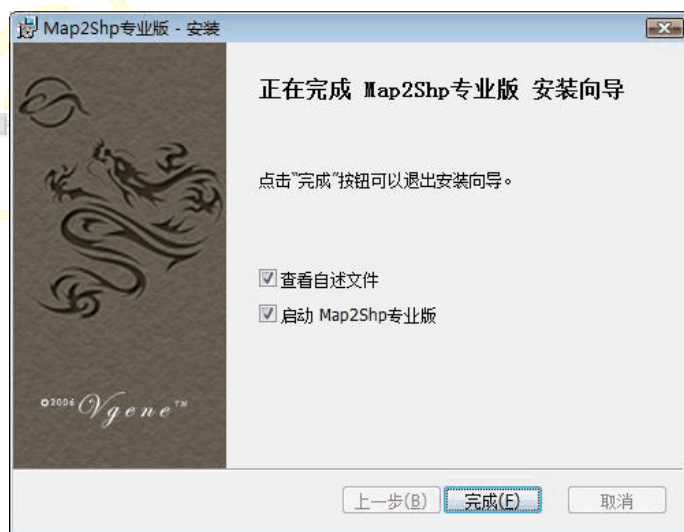 Map2Shp专业版 - 安装
正在完成 Map2Shp专业版 安装向导
点击"完成"按钮可以退出安装向导。
查看自述文件
启动 Map2Shp专业版
©2006 Vgene™
上一步(B)
完成(F)
取消